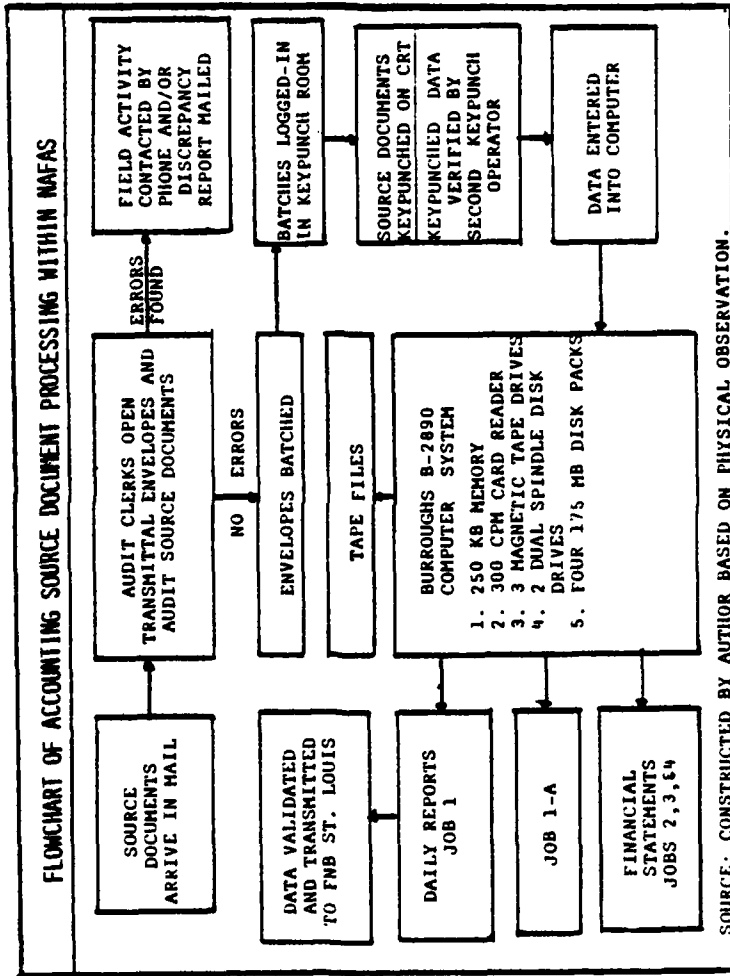 FLOWCHART OF ACCOUNTING SOURCE DOCUMENT PROCESSING WITHIN NAFAS
SOURCE
DOCUMENTS
ARRIVE IN MAIL
AUDIT CLERKS OPEN
TRANSMITTAL ENVELOPES AND
AUDIT SOURCE DOCUMENTS
ERRORS
FOUND
FIELD ACTIVITY
CONTACTED BY
PHONE AND/OR
DISCREPANCY
REPORT MAILED
NO ERRORS
ENVELOPES BATCHED
BATCHES LOGGED-IN
IN KEYPUNCH ROOM
SOURCE DOCUMENTS
KEYPUNCHED ON CRT
KEYPUNCHED DATA
VERIFIED BY
SECOND KEYPUNCH
OPERATOR
DATA ENTERED
INTO COMPUTER
TAPE FILES
BURROUGHS B-2890
COMPUTER SYSTEM
1. 250 KB MEMORY
2. 300 CPM CARD READER
3. 3 MAGNETIC TAPE DRIVES
4. 2 DUAL SPINDLE DISK
DRIVES
5. FOUR 175 MB DISK PACKS
DATA VALIDATED
AND TRANSMITTED
TO FNB ST. LOUIS
DAILY REPORTS
JOB 1
JOB 1-A
FINANCIAL
STATEMENTS
JOBS 2,3,&4
SOURCE: CONSTRUCTED BY AUTHOR BASED ON PHYSICAL OBSERVATION.